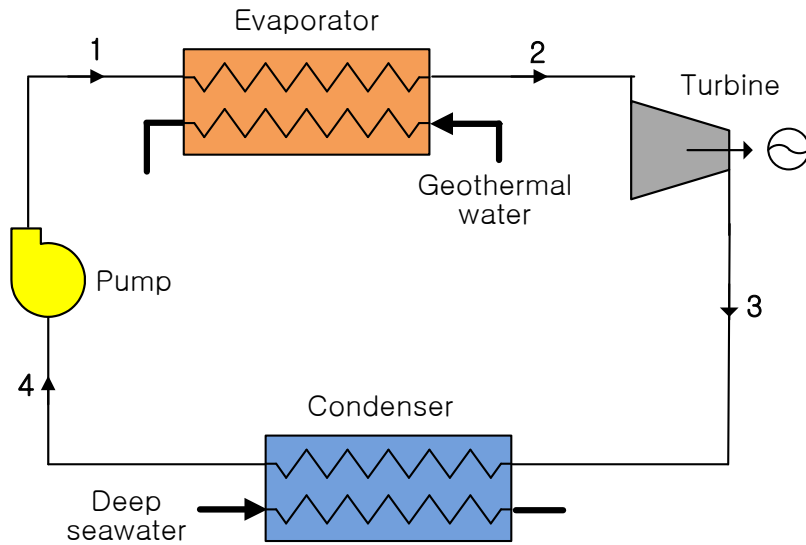 Evaporator
1
2
Turbine
Geothermal
water
Pump
3
4
Condenser
Deep
seawater